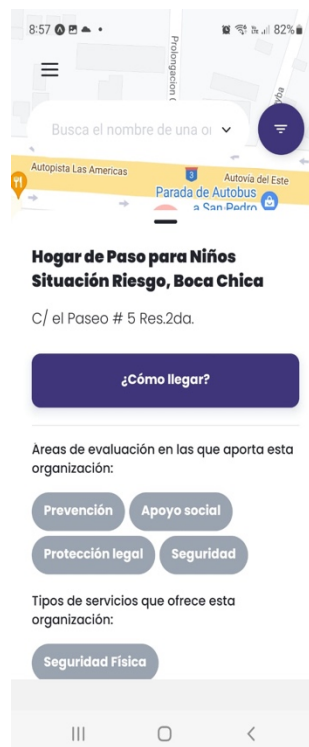 8:57
82%
Prolongacion
Busca el nombre de una or
Autopista Las Americas
3
Autovia del Este
Parada de Autobus
a San Pedro
Hogar de Paso para Niños
Situación Riesgo, Boca Chica
C/ el Paseo # 5 Res.2da.
¿Cómo llegar?
Áreas de evaluación en las que aporta esta
organización:
Prevención
Apoyo social
Protección legal
Seguridad
Tipos de servicios que ofrece esta
organización:
Seguridad Física